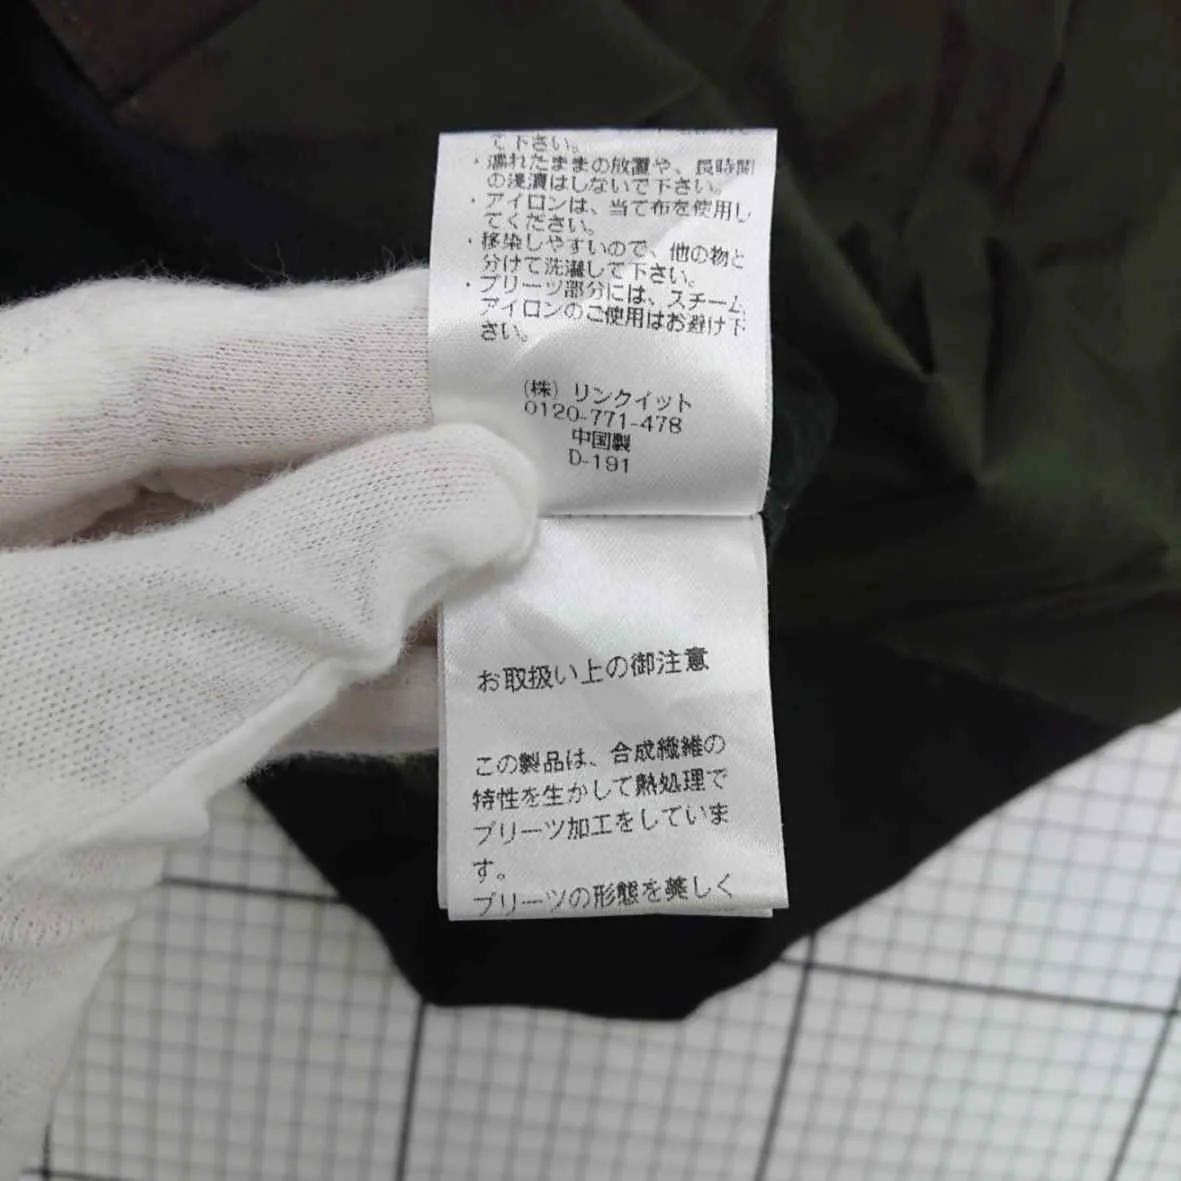 て下さい。
・濡れたままの放置や、長時間
の浸漬はしないで下さい。
・アイロンは、当て布を使用し
てください。
・移染しやすいので、他の物と
分けて洗濯して下さい。
・プリーツ部分には、スチーム
アイロンのご使用はお避け下
さい。
(株) リンクイット
0120-771-478
中国製
D-191
お取扱い上の御注意
この製品は、合成繊維の
特性を生かして熱処理で
プリーツ加工をしていま
す。
プリーツの形態を美しく